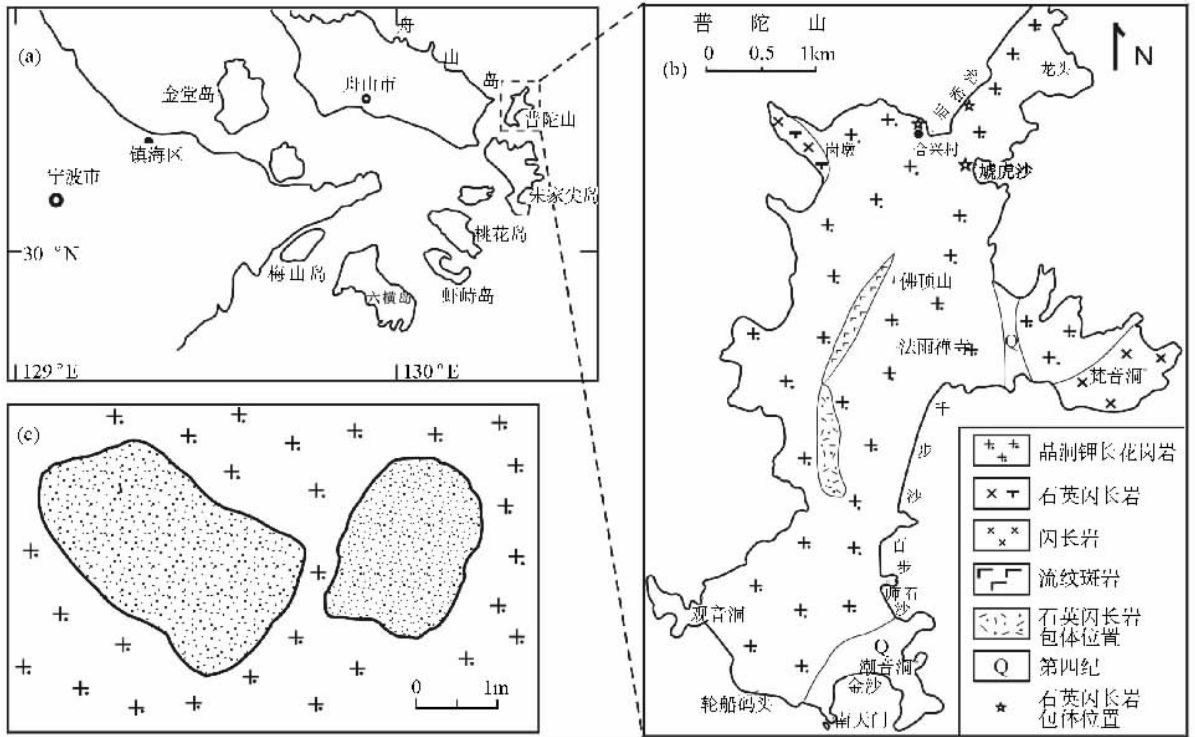 (a)
舟
山
岛
舟山市
金堂岛
普陀山
镇海区
宁波市
朱家尖岛
桃花岛
30 °N
梅山岛
虾峙岛
六横岛
129°E
130°E
普陀山
0 0.5 1km
(b)
N
龙头
岗墩
合兴村
佛顶山
法雨禅寺
Q
梵音洞
千
步
沙
百
步
沙
师石
观音洞
Q
潮音洞
金沙
轮船码头
南天门
晶洞钾长花岗岩
石英闪长岩
闪长岩
流纹斑岩
石英闪长岩
包体位置
Q
第四纪
石英闪长岩
包体位置
(c)
0 1m